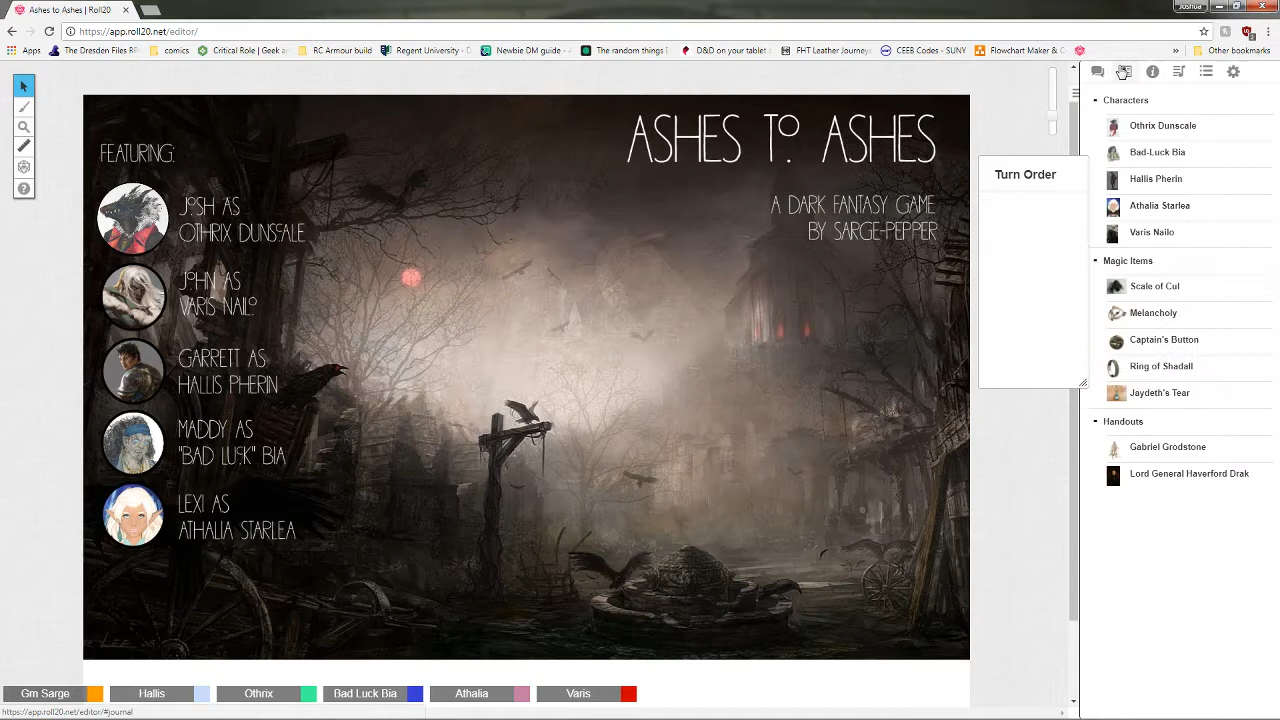 Joshua
Ashes to Ashes | Roll20
https://app.roll20.net/editor/
Apps
The Dresden Files RP
comics
Critical Role | Geek a
RC Armour build
Regent University - D
Newbie DM guide -
The random things I
D&D on your tablet
FHT Leather Journeys
CEEB Codes - SUNY
Flowchart Maker & O
»
Other bookmarks
ASHES TO ASHES
A DARK FANTASY GAME
BY SARGE-PEPPER
FEATURING:
JOSH AS
OTHRIX DUNSCALE
JOHN AS
VARIS NAILO
GARRETT AS
HALLIS PHERIN
MADDY AS
"BAD LUCK" BIA
LEXI AS
ATHALIA STARLEA
Turn Order
Characters
Othrix Dunscale
Bad-Luck Bia
Hallis Pherin
Athalia Starlea
Varis Nailo
Magic Items
Scale of Cul
Melancholy
Captain's Button
Ring of Shadall
Jaydeth's Tear
Handouts
Gabriel Grodstone
Lord General Haverford Drak
Gm Sarge
Hallis
Othrix
Bad Luck Bia
Athalia
Varis
https://app.roll20.net/editor/#journal